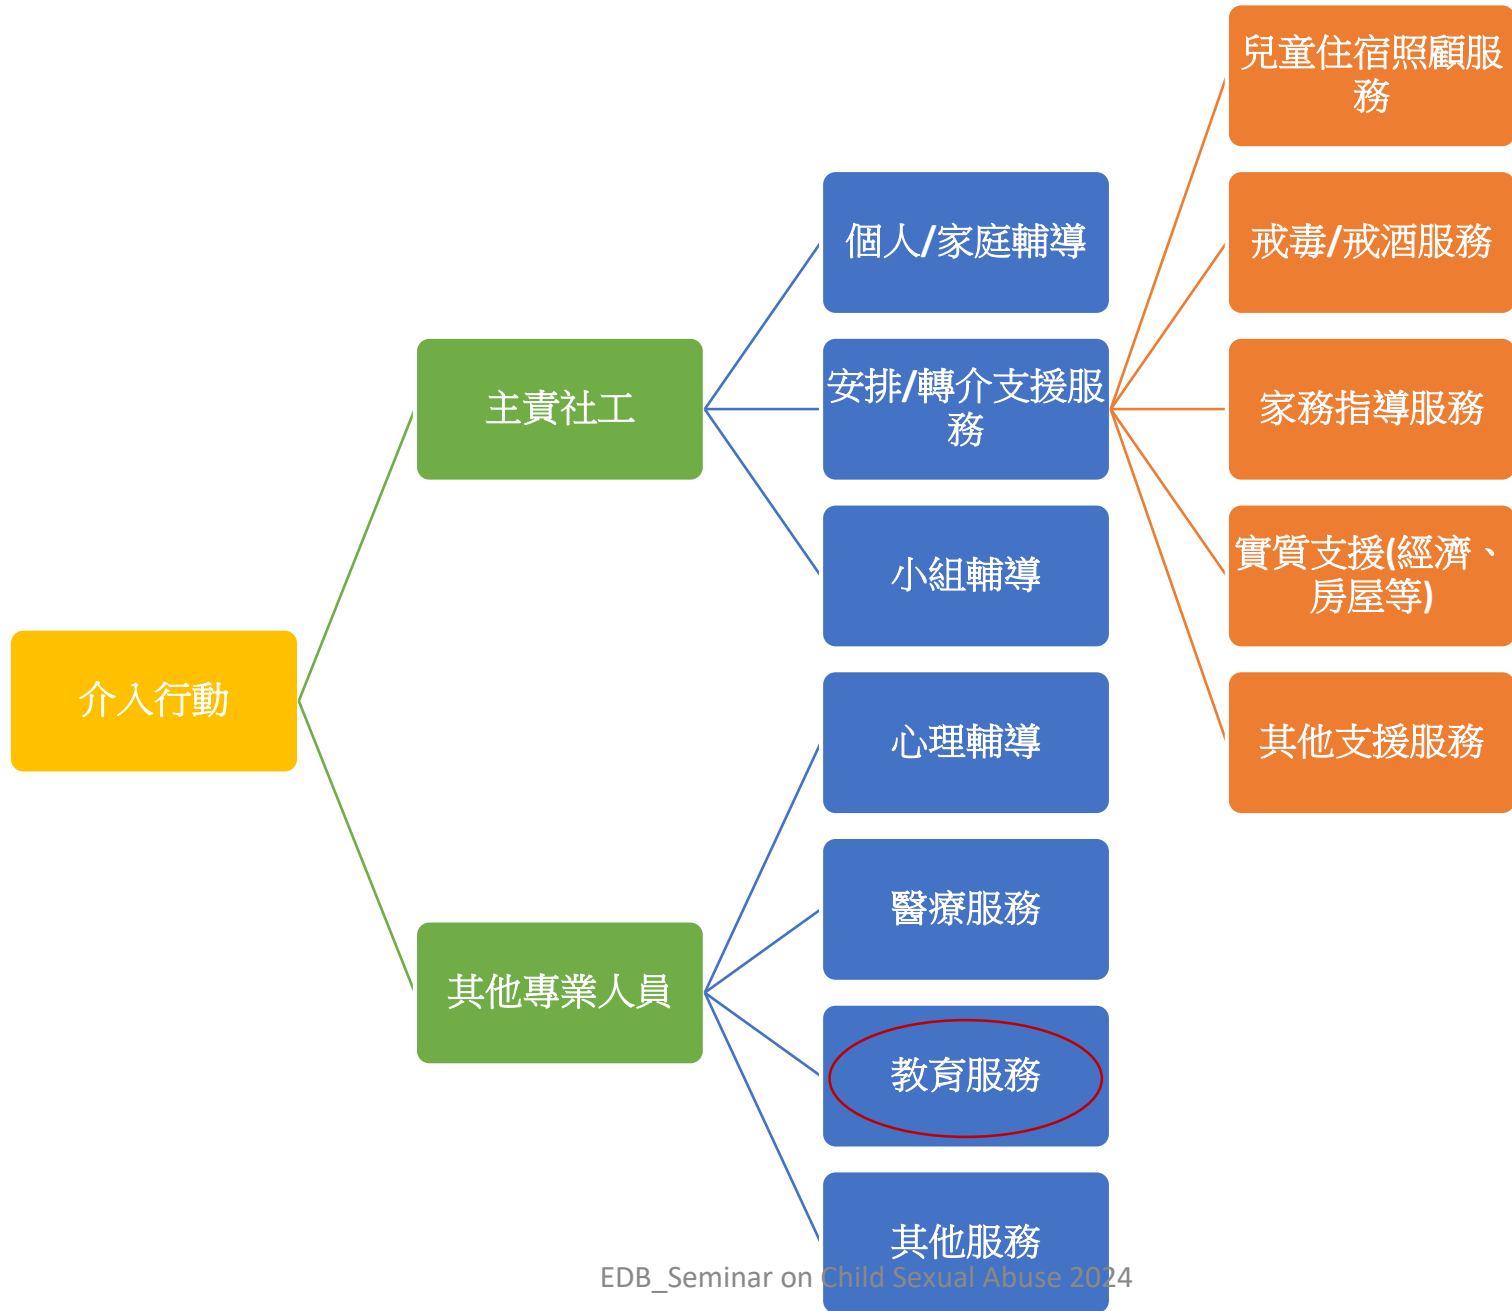 介入行動
主責社工
個人/家庭輔導
安排/轉介支援服
務
兒童住宿照顧服
務
戒毒/戒酒服務
家務指導服務
實質支援(經濟、
房屋等)
其他支援服務
小組輔導
其他專業人員
心理輔導
醫療服務
教育服務
其他服務
EDB_Seminar on Child Sexual Abuse 2024